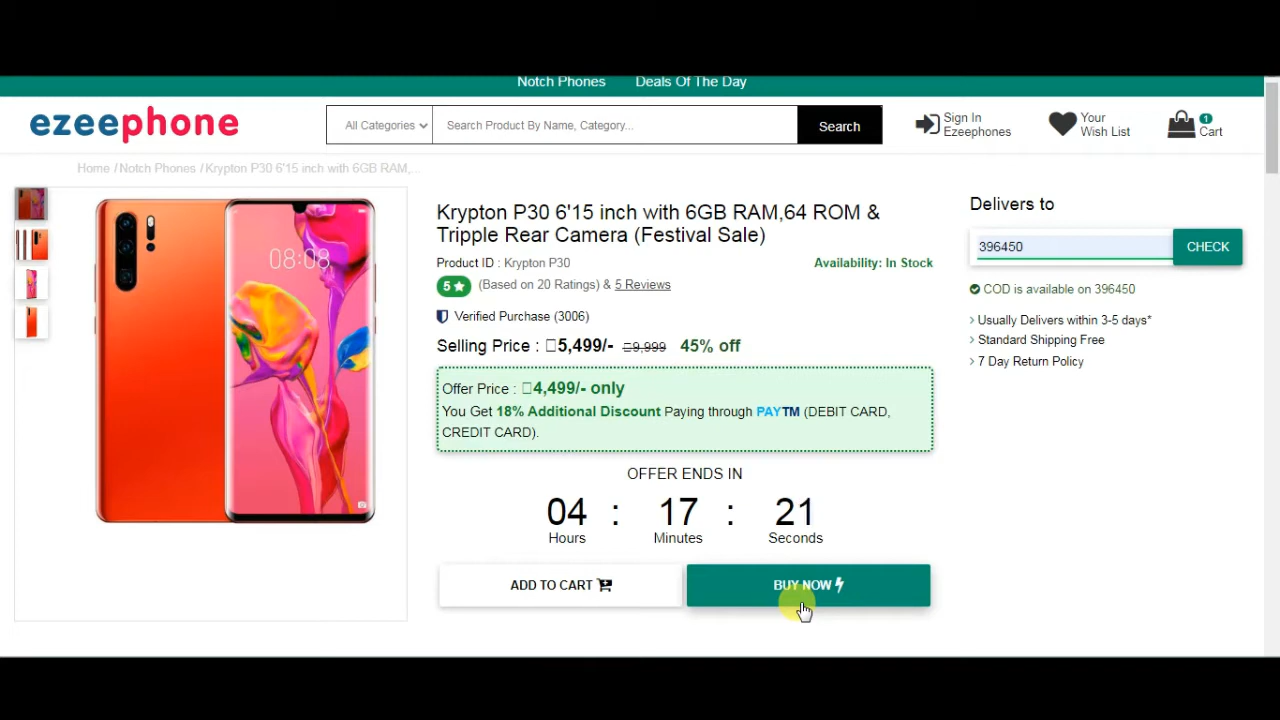 Notch Phones Deals Of The Day
ezeephone
All Categories
Search Product By Name, Category...
Search
Sign In
Ezeephones
Your
Wish List
1
Cart
Home / Notch Phones / Krypton P30 6'15 inch with 6GB RAM,...
08:08
Krypton P30 6'15 inch with 6GB RAM,64 ROM &
Tripple Rear Camera (Festival Sale)
Product ID : Krypton P30
Availability: In Stock
5 (Based on 20 Ratings) & 5 Reviews
Verified Purchase (3006)
Selling Price : 5,499/- 9,999 45% off
Offer Price : 4,499/- only
You Get 18% Additional Discount Paying through PAYTM (DEBIT CARD,
CREDIT CARD).
OFFER ENDS IN
04 : 17 : 21
Hours Minutes Seconds
ADD TO CART
BUY NOW
Delivers to
396450
CHECK
COD is available on 396450
› Usually Delivers within 3-5 days*
› Standard Shipping Free
› 7 Day Return Policy